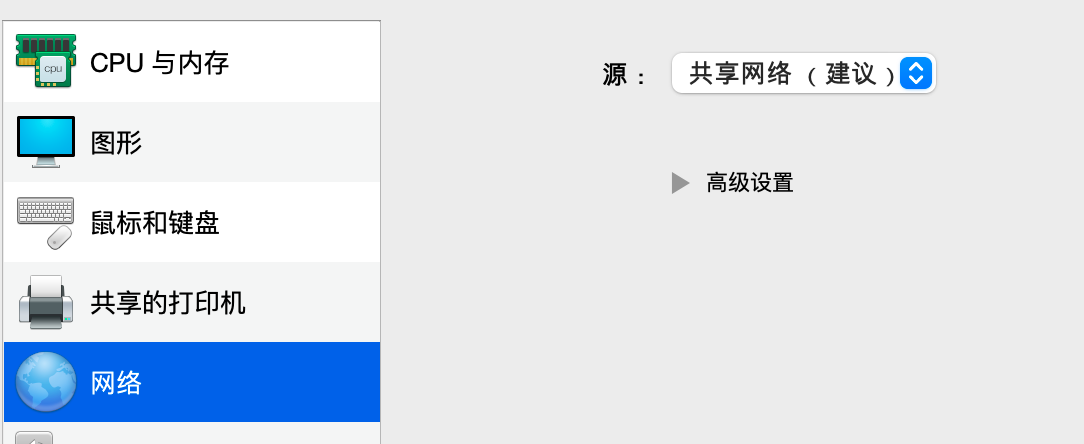 CPU 与内存
图形
鼠标和键盘
共享的打印机
网络
源：
共享网络（建议）
高级设置
cpu